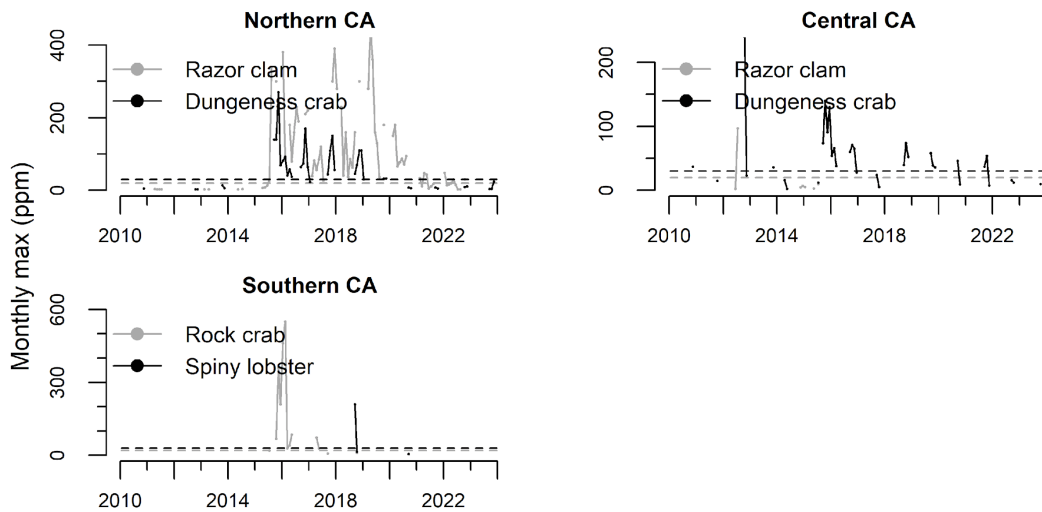 Northern CA
Central CA
400
200
0
Razor clam
Dungeness crab
200
100
0
Razor clam
Dungeness crab
2010
2014
2018
2022
2010
2014
2018
2022
Monthly max (ppm)
Southern CA
600
300
0
Rock crab
Spiny lobster
2010
2014
2018
2022